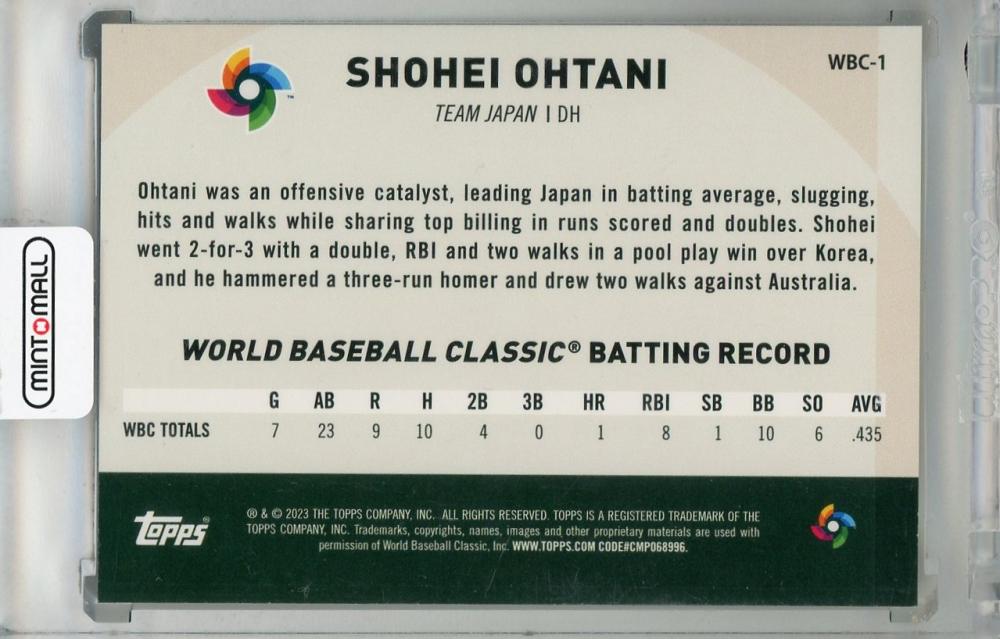 WBC-1
SHOHEI OHTANI
TEAM JAPAN | DH
Ohtani was an offensive catalyst, leading Japan in batting average, slugging,
hits and walks while sharing top billing in runs scored and doubles. Shohei
went 2-for-3 with a double, RBI and two walks in a pool play win over Korea,
and he hammered a three-run homer and drew two walks against Australia.
WORLD BASEBALL CLASSIC® BATTING RECORD
G AB R H 2B 3B HR RBI SB BB SO AVG
WBC TOTALS 7 23 9 10 4 0 1 8 1 10 6 .435
topps®
® & © 2023 THE TOPPS COMPANY, INC. ALL RIGHTS RESERVED. TOPPS IS A REGISTERED TRADEMARK OF THE
TOPPS COMPANY, INC. Trademarks, copyrights, names, images and other proprietary materials are used with
permission of World Baseball Classic, Inc. WWW.TOPPS.COM CODE#CMP068996.
MINTMALL